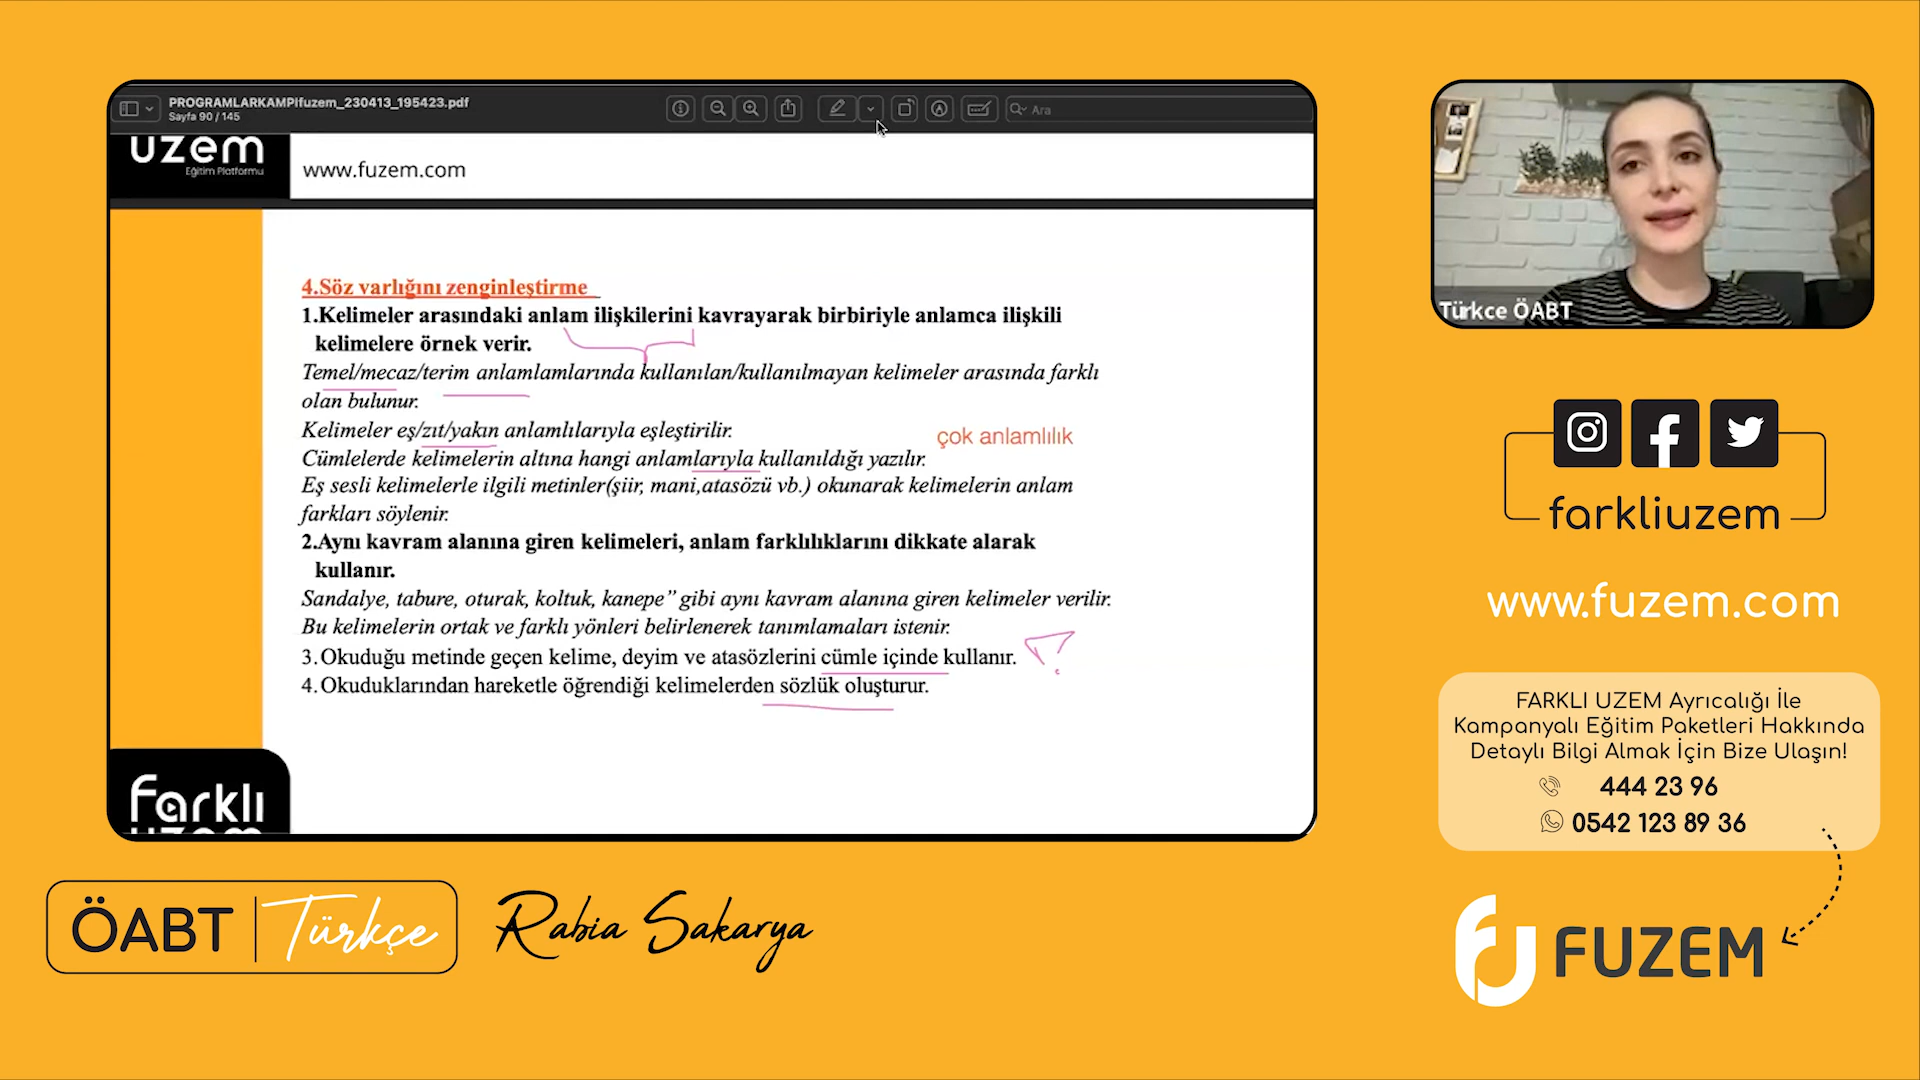 PROGRAMLARKAMPIfuzem_230413_195423.pdf
Sayfa 90 / 145
Ara
uzem
Eğitim Platformu
www.fuzem.com
4.Söz varlığını zenginleştirme
1.Kelimeler arasındaki anlam ilişkilerini kavrayarak birbiriyle anlamca ilişkili
kelimelere örnek verir.
Temel/mecaz/terim anlamlamlarında kullanılan/kullanılmayan kelimeler arasında farklı
olan bulunur.
Kelimeler eş/zıt/yakın anlamlılarıyla eşleştirilir.
çok anlamlılık
Cümlelerde kelimelerin altına hangi anlamlarıyla kullanıldığı yazılır.
Eş sesli kelimelerle ilgili metinler(şiir, mani,atasözü vb.) okunarak kelimelerin anlam
farkları söylenir.
2.Aynı kavram alanına giren kelimeleri, anlam farklılıklarını dikkate alarak
kullanır.
Sandalye, tabure, oturak, koltuk, kanepe” gibi aynı kavram alanına giren kelimeler verilir.
Bu kelimelerin ortak ve farklı yönleri belirlenerek tanımlamaları istenir.
3.Okuduğu metinde geçen kelime, deyim ve atasözlerini cümle içinde kullanır.
4.Okuduklarından hareketle öğrendiği kelimelerden sözlük oluşturur.
Farklı
uzem
Türkce ÖABT
farkliuzem
www.fuzem.com
FARKLI UZEM Ayrıcalığı İle
Kampanyalı Eğitim Paketleri Hakkında
Detaylı Bilgi Almak İçin Bize Ulaşın!
444 23 96
0542 123 89 36
FUZEM
ÖABT Türkçe
Rabia Sakarya